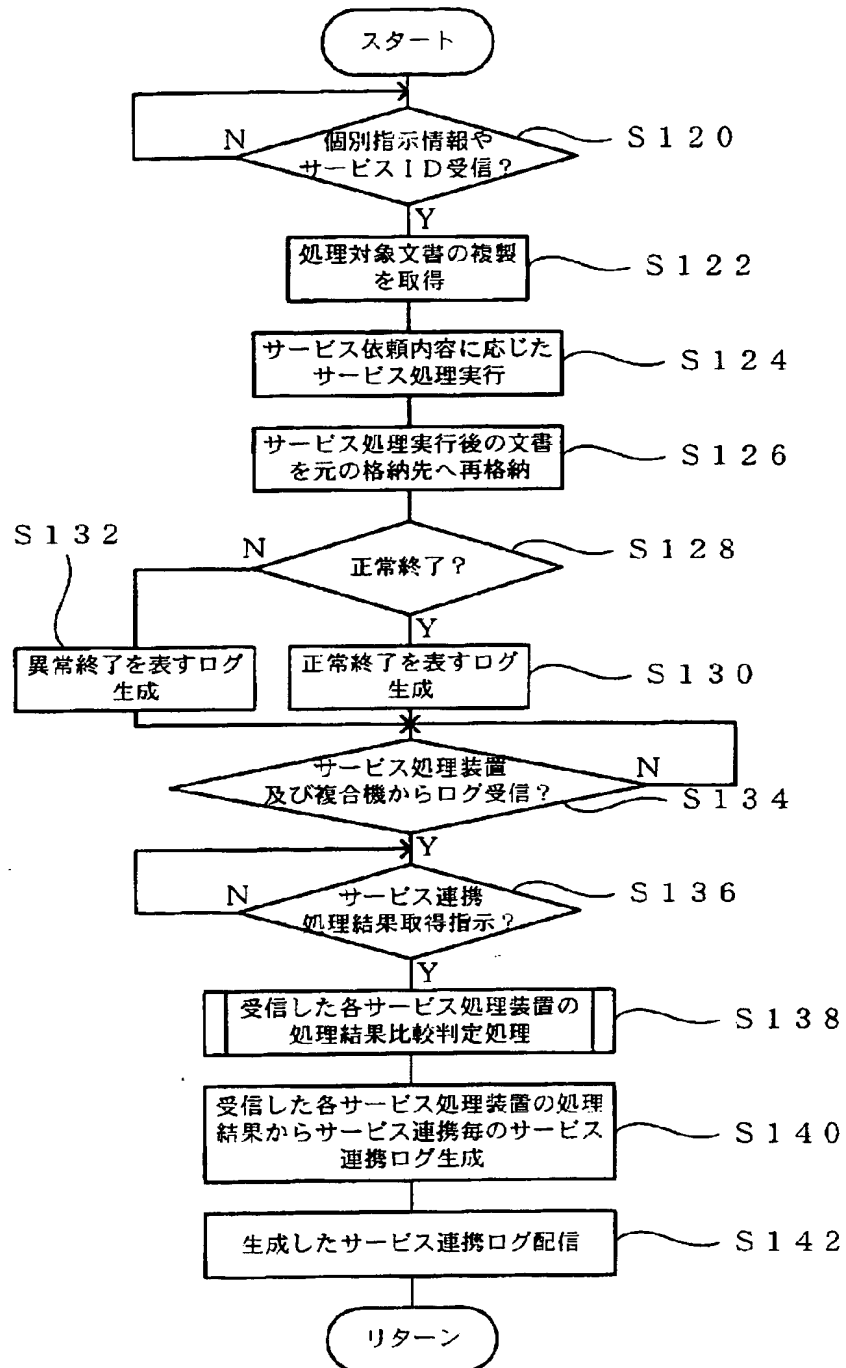 スタート
N
個別指示情報や
サービスID受信?
S120
Y
処理対象文書の複製
を取得
S122
サービス依頼内容に応じた
サービス処理実行
S124
サービス処理実行後の文書
を元の格納先へ再格納
S126
S132
N
正常終了?
S128
Y
異常終了を表すログ
生成
正常終了を表すログ
生成
S130
サービス処理装置
及び複合機からログ受信?
N
S134
Y
N
サービス連携
処理結果取得指示?
S136
Y
受信した各サービス処理装置の
処理結果比較判定処理
S138
受信した各サービス処理装置の処理
結果からサービス連携毎のサービス
連携ログ生成
S140
生成したサービス連携ログ配信
S142
リターン